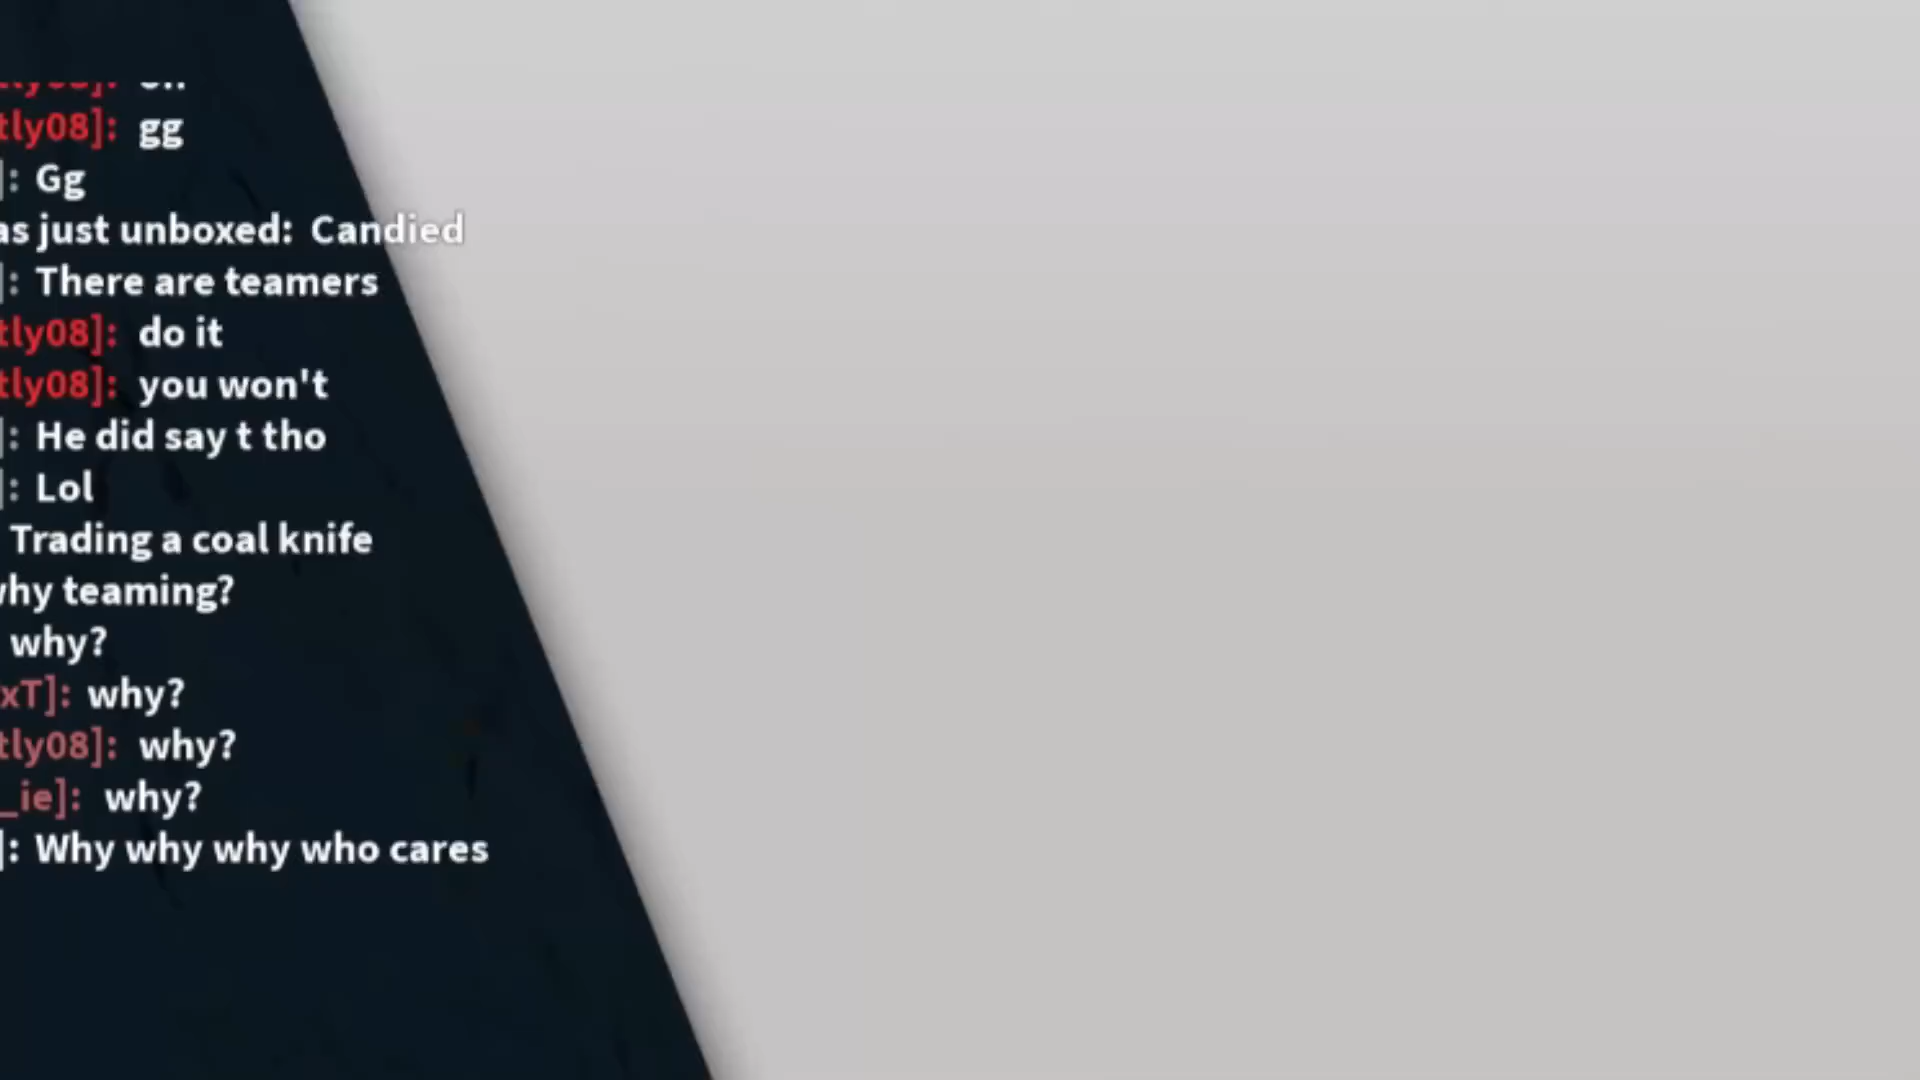 tly08]: gg
]: Gg
as just unboxed: Candied
]: There are teamers
tly08]: do it
tly08]: you won't
]: He did say t tho
]: Lol
Trading a coal knife
why teaming?
why?
xT]: why?
tly08]: why?
_ie]: why?
]: Why why why who cares